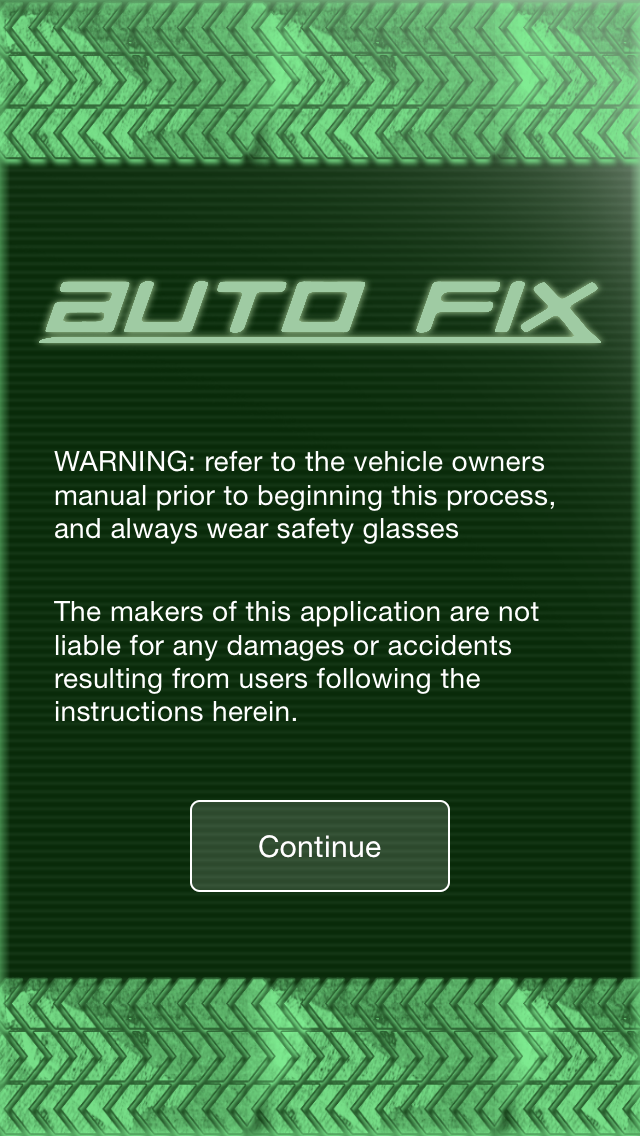 AUTO FIX
WARNING: refer to the vehicle owners
manual prior to beginning this process,
and always wear safety glasses
The makers of this application are not
liable for any damages or accidents
resulting from users following the
instructions herein.
Continue